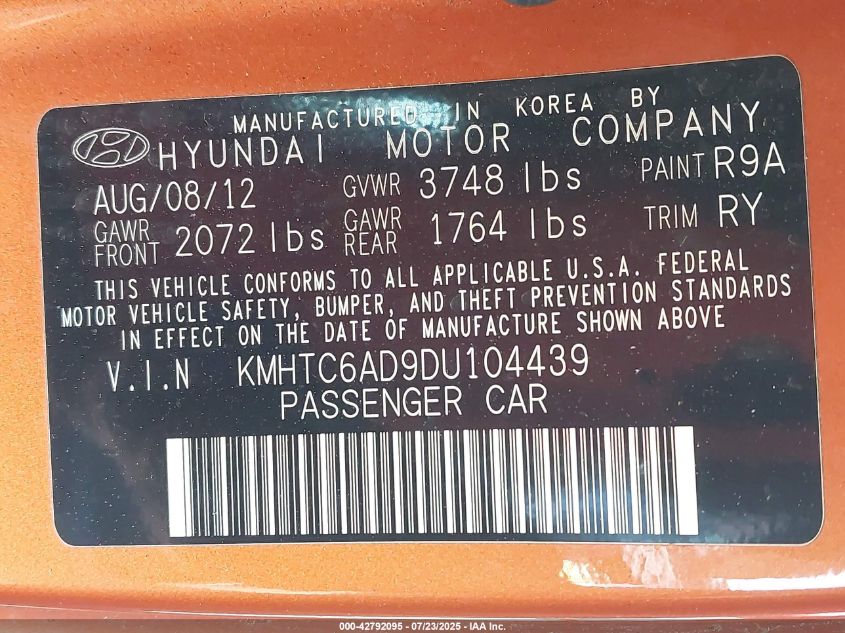 MANUFACTURED IN KOREA BY
HYUNDAI MOTOR COMPANY
AUG/08/12 GVWR 3748 lbs PAINT R9A
GAWR FRONT 2072 lbs GAWR REAR 1764 lbs TRIM RY
THIS VEHICLE CONFORMS TO ALL APPLICABLE U.S.A. FEDERAL
MOTOR VEHICLE SAFETY, BUMPER, AND THEFT PREVENTION STANDARDS
IN EFFECT ON THE DATE OF MANUFACTURE SHOWN ABOVE
V.I.N KMHTC6AD9DU104439
PASSENGER CAR
000-42792095 - 07/23/2025 - IAA Inc.